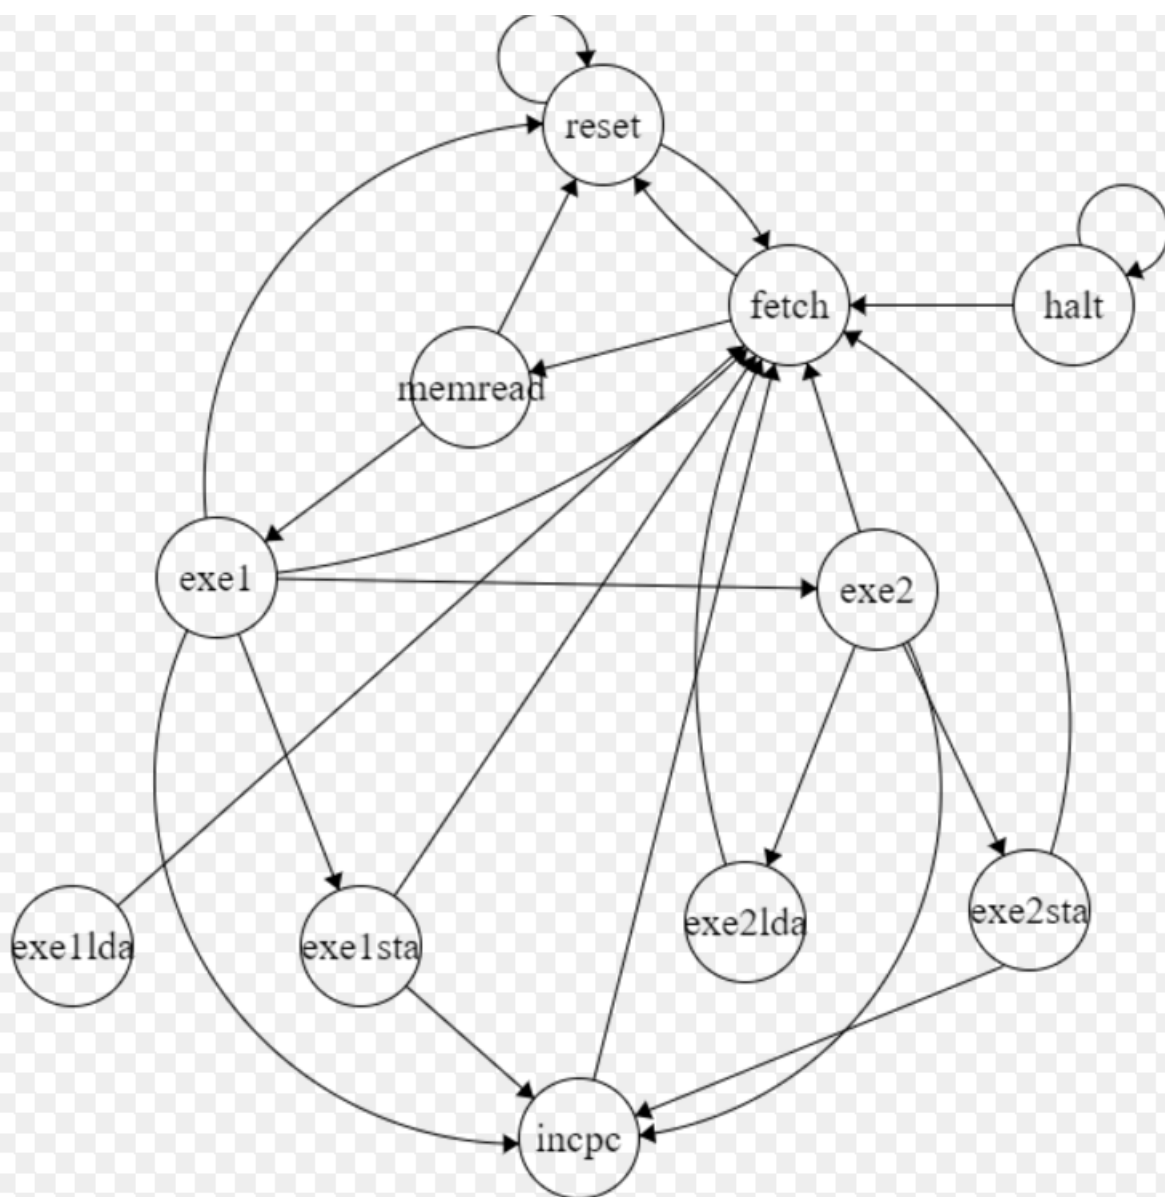 reset
fetch
halt
memread
exe1
exe2
exe1lda
exe1sta
exe2lda
exe2sta
incpc